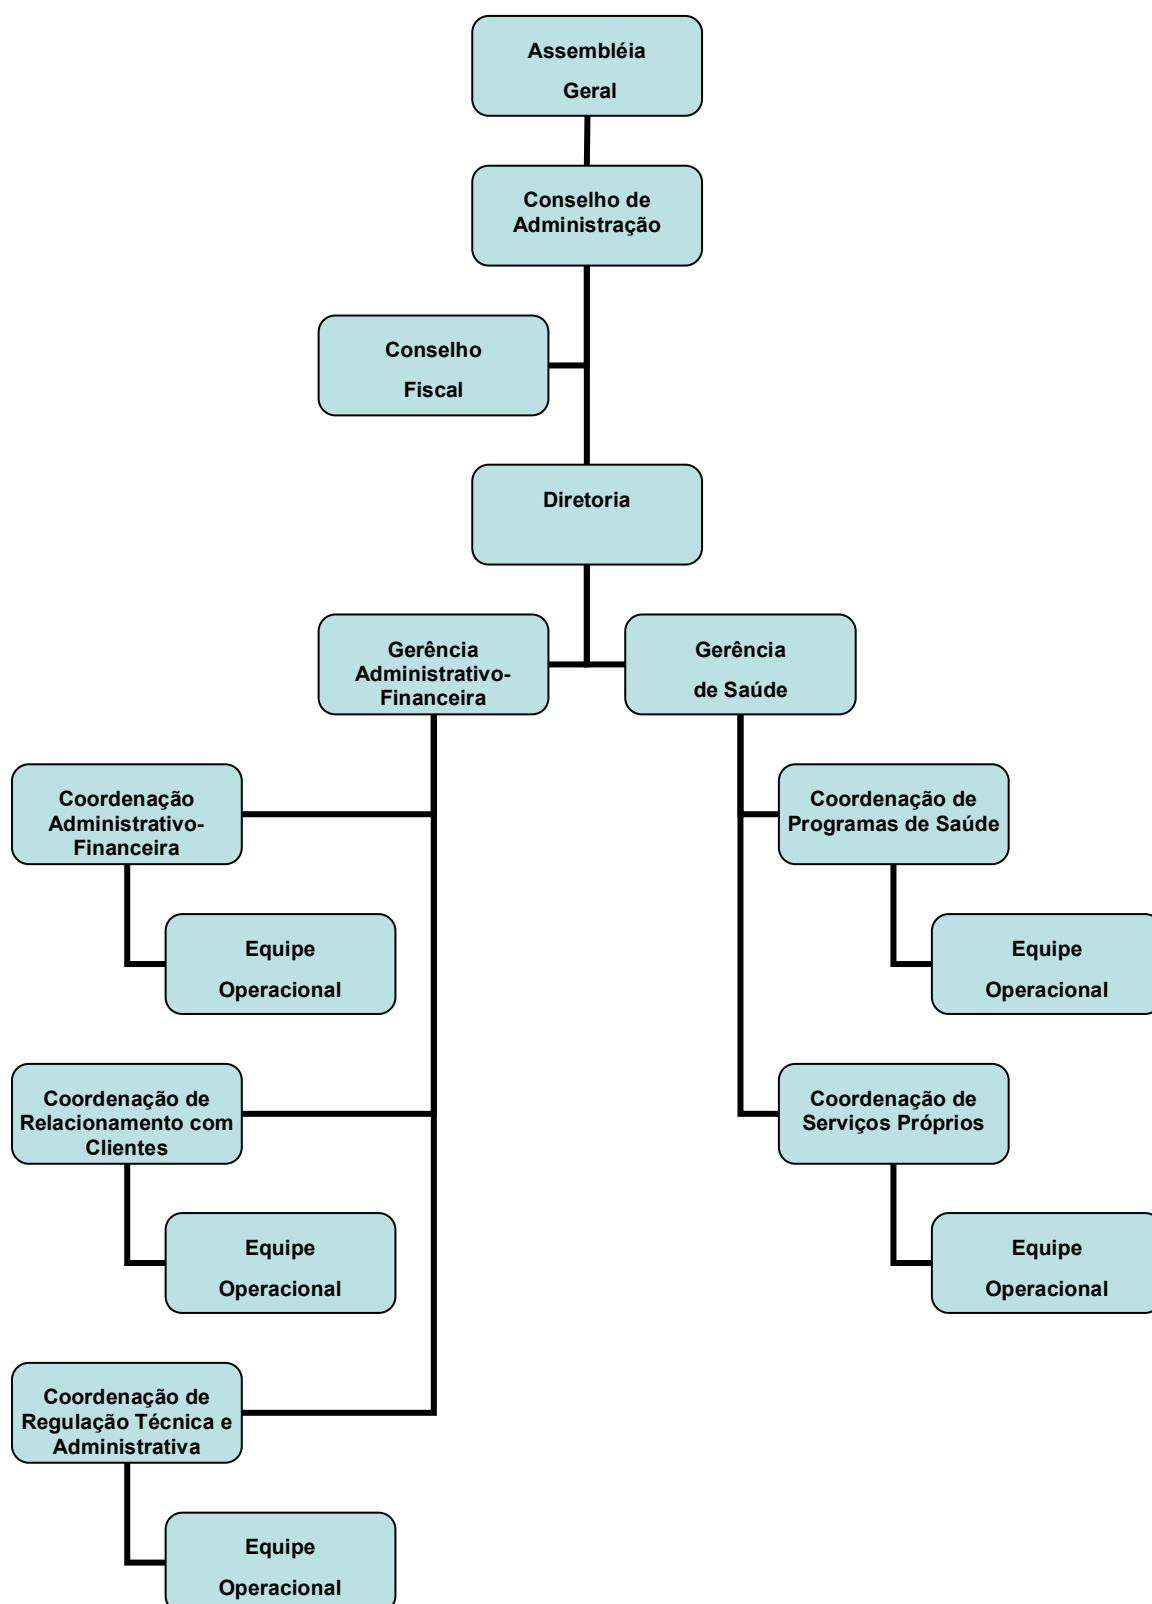 Assembléia
Geral
Conselho de
Administração
Conselho
Fiscal
Diretoria
Gerência
Administrativo-
Financeira
Gerência
de Saúde
Coordenação
Administrativo-
Financeira
Coordenação de
Programas de Saúde
Equipe
Operacional
Equipe
Operacional
Coordenação de
Relacionamento com
Clientes
Coordenação de
Serviços Próprios
Equipe
Operacional
Equipe
Operacional
Coordenação de
Regulação Técnica e
Administrativa
Equipe
Operacional